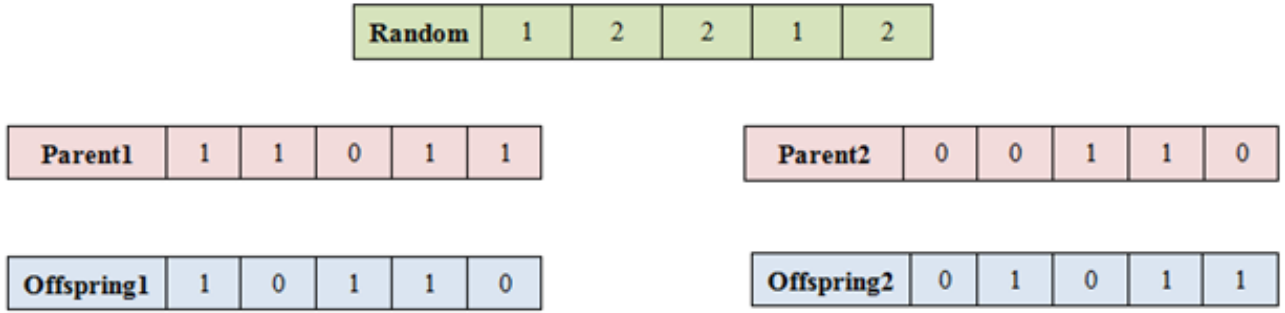 Random 1 2 2 1 2
Parent1 1 1 0 1 1 Parent2 0 0 1 1 0
Offspring1 1 0 1 1 0 Offspring2 0 1 0 1 1